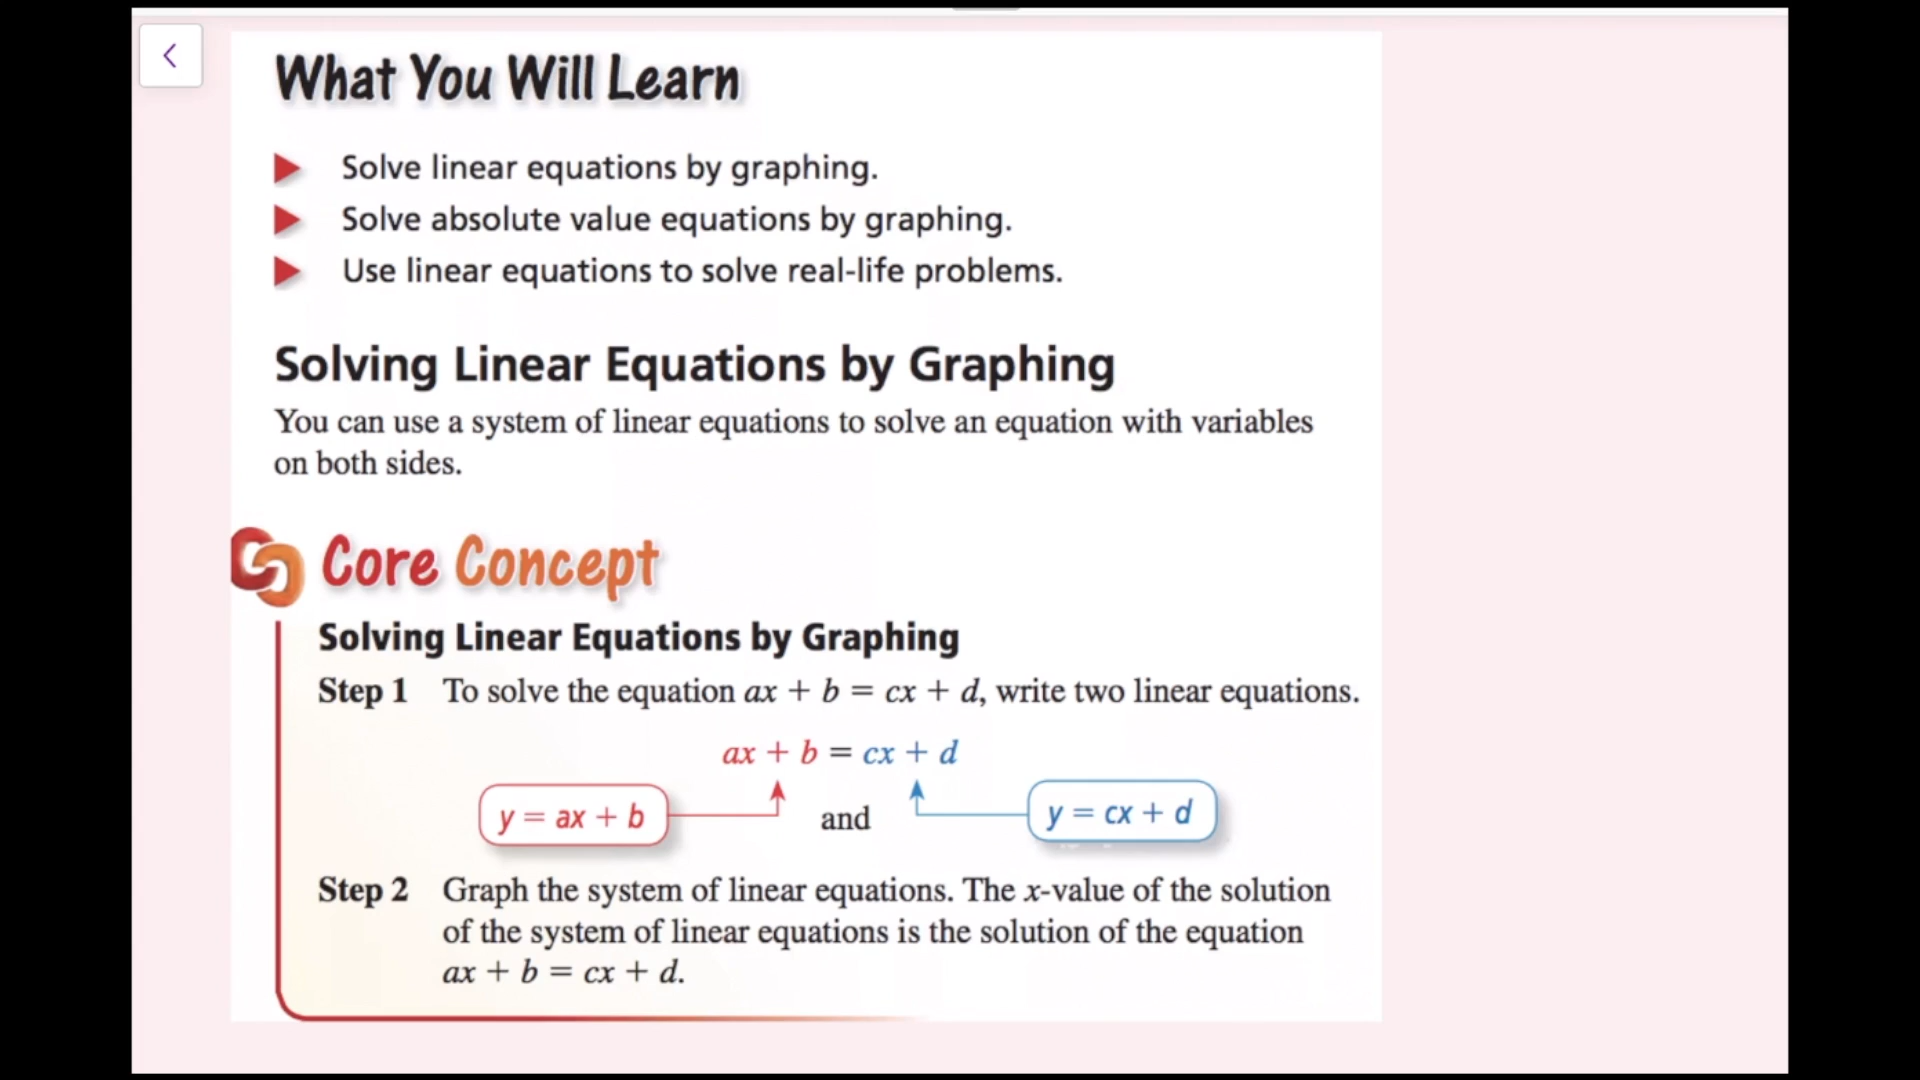 What You Will Learn
Solve linear equations by graphing.
Solve absolute value equations by graphing.
Use linear equations to solve real-life problems.
Solving Linear Equations by Graphing
You can use a system of linear equations to solve an equation with variables
on both sides.
Core Concept
Solving Linear Equations by Graphing
Step 1 To solve the equation ax + b = cx + d, write two linear equations.
ax + b = cx + d
y = ax + b and y = cx + d
Step 2 Graph the system of linear equations. The x-value of the solution
of the system of linear equations is the solution of the equation
ax + b = cx + d.